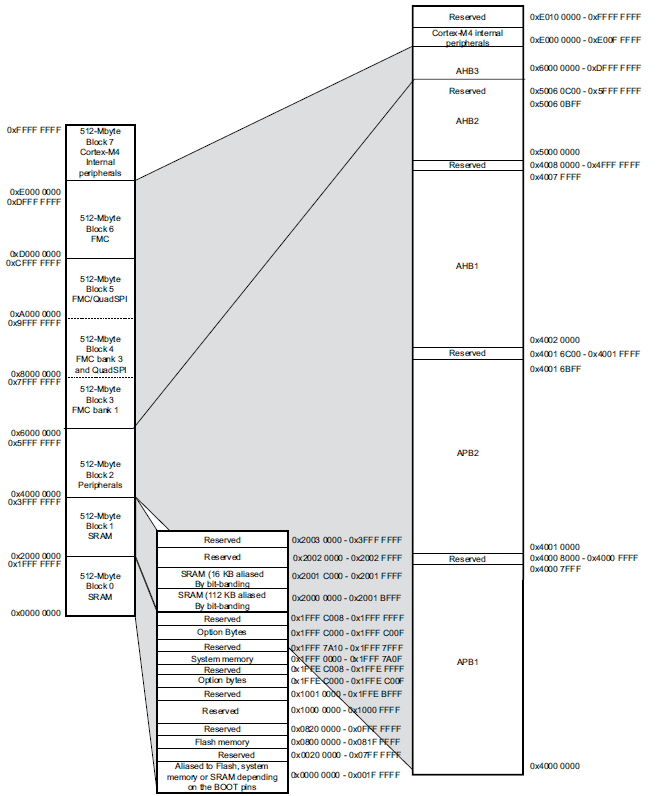 0xFFFF FFFF
512-Mbyte
Block 7
Cortex-M4
Internal
peripherals
0xE000 0000
0xDFFF FFFF
512-Mbyte
Block 6
FMC
0xD000 0000
0xCFFF FFFF
512-Mbyte
Block 5
FMC/QuadSPI
0xA000 0000
0x9FFF FFFF
512-Mbyte
Block 4
FMC bank 3
and QuadSPI
0x8000 0000
0x7FFF FFFF
512-Mbyte
Block 3
FMC bank 1
0x6000 0000
0x5FFF FFFF
512-Mbyte
Block 2
Peripherals
0x4000 0000
0x3FFF FFFF
512-Mbyte
Block 1
SRAM
0x2000 0000
0x1FFF FFFF
512-Mbyte
Block 0
SRAM
0x0000 0000
Reserved 0x2003 0000 - 0x3FFF FFFF
Reserved 0x2002 0000 - 0x2002 FFFF
SRAM (16 KB aliased
By bit-banding
0x2001 C000 - 0x2001 FFFF
SRAM (112 KB aliased
By bit-banding
0x2000 0000 - 0x2001 BFFF
Reserved 0x1FFF C008 - 0x1FFF FFFF
Option Bytes 0x1FFF C000 - 0x1FFF C00F
Reserved 0x1FFF 7A10 - 0x1FFF 7FFF
System memory 0x1FFF 0000 - 0x1FFF 7A0F
Reserved 0x1FFE C008 - 0x1FFE FFFF
Option bytes 0x1FFE C000 - 0x1FFE C00F
Reserved 0x1001 0000 - 0x1FFE BFFF
Reserved 0x1000 0000 - 0x1000 FFFF
Reserved 0x0820 0000 - 0x0FFF FFFF
Flash memory 0x0800 0000 - 0x081F FFFF
Reserved 0x0020 0000 - 0x07FF FFFF
Aliased to Flash, system
memory or SRAM depending
on the BOOT pins
0x0000 0000 - 0x001F FFFF
Reserved 0xE010 0000 - 0xFFFF FFFF
Cortex-M4 internal
peripherals
0xE000 0000 - 0xE00F FFFF
AHB3 0x6000 0000 - 0xDFFF FFFF
Reserved 0x5006 0C00 - 0x5FFF FFFF
0x5006 0BFF
AHB2
0x5000 0000
Reserved 0x4008 0000 - 0x4FFF FFFF
0x4007 FFFF
AHB1
0x4002 0000
Reserved 0x4001 6C00 - 0x4001 FFFF
0x4001 6BFF
APB2
0x4001 0000
Reserved 0x4000 8000 - 0x4000 FFFF
0x4000 7FFF
APB1
0x4000 0000